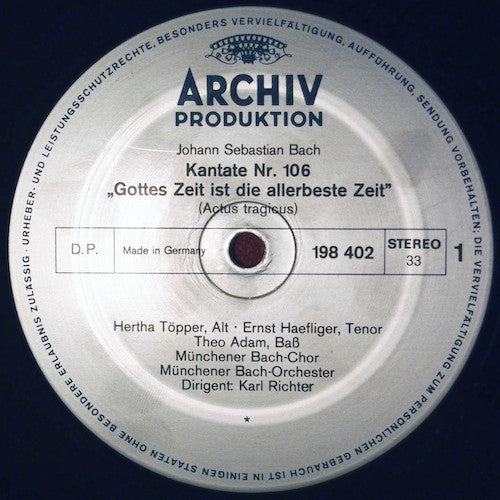 ARCHIV
PRODUKTION
Johann Sebastian Bach
Kantate Nr. 106
„Gottes Zeit ist die allerbeste Zeit”
(Actus tragicus)
D.P.
Made in Germany
198 402
STEREO
33
1
Hertha Töpper, Alt · Ernst Haefliger, Tenor
Theo Adam, Baß
Münchener Bach-Chor
Münchener Bach-Orchester
Dirigent: Karl Richter
*
URHEBER- UND LEISTUNGSSCHUTZRECHTE, BESONDERS VERVIELFÄLTIGUNG, AUFFÜHRUNG, SENDUNG VORBEHALTEN; DIE VERVIELFÄLTIGUNG ZUM PERSÖNLICHEN GEBRAUCH IST IN EINIGEN STAATEN OHNE BESONDERE ERLAUBNIS ZULÄSSIG ·